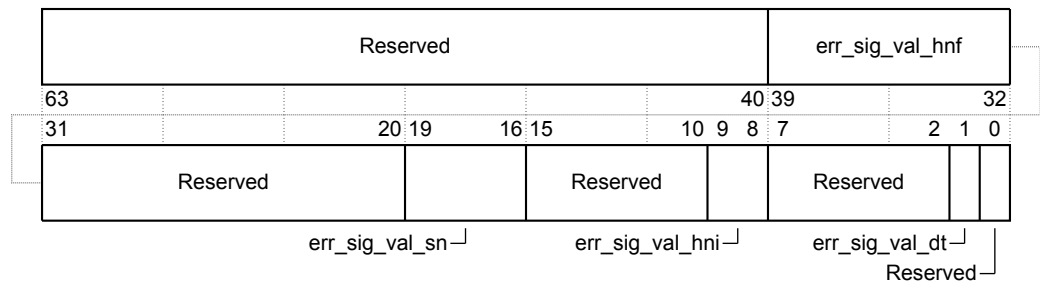 Reserved err_sig_val_hnf
63 40 39 32
31 20 19 16 15 10 9 8 7 2 1 0
Reserved Reserved Reserved
err_sig_val_sn err_sig_val_hni err_sig_val_dt
Reserved